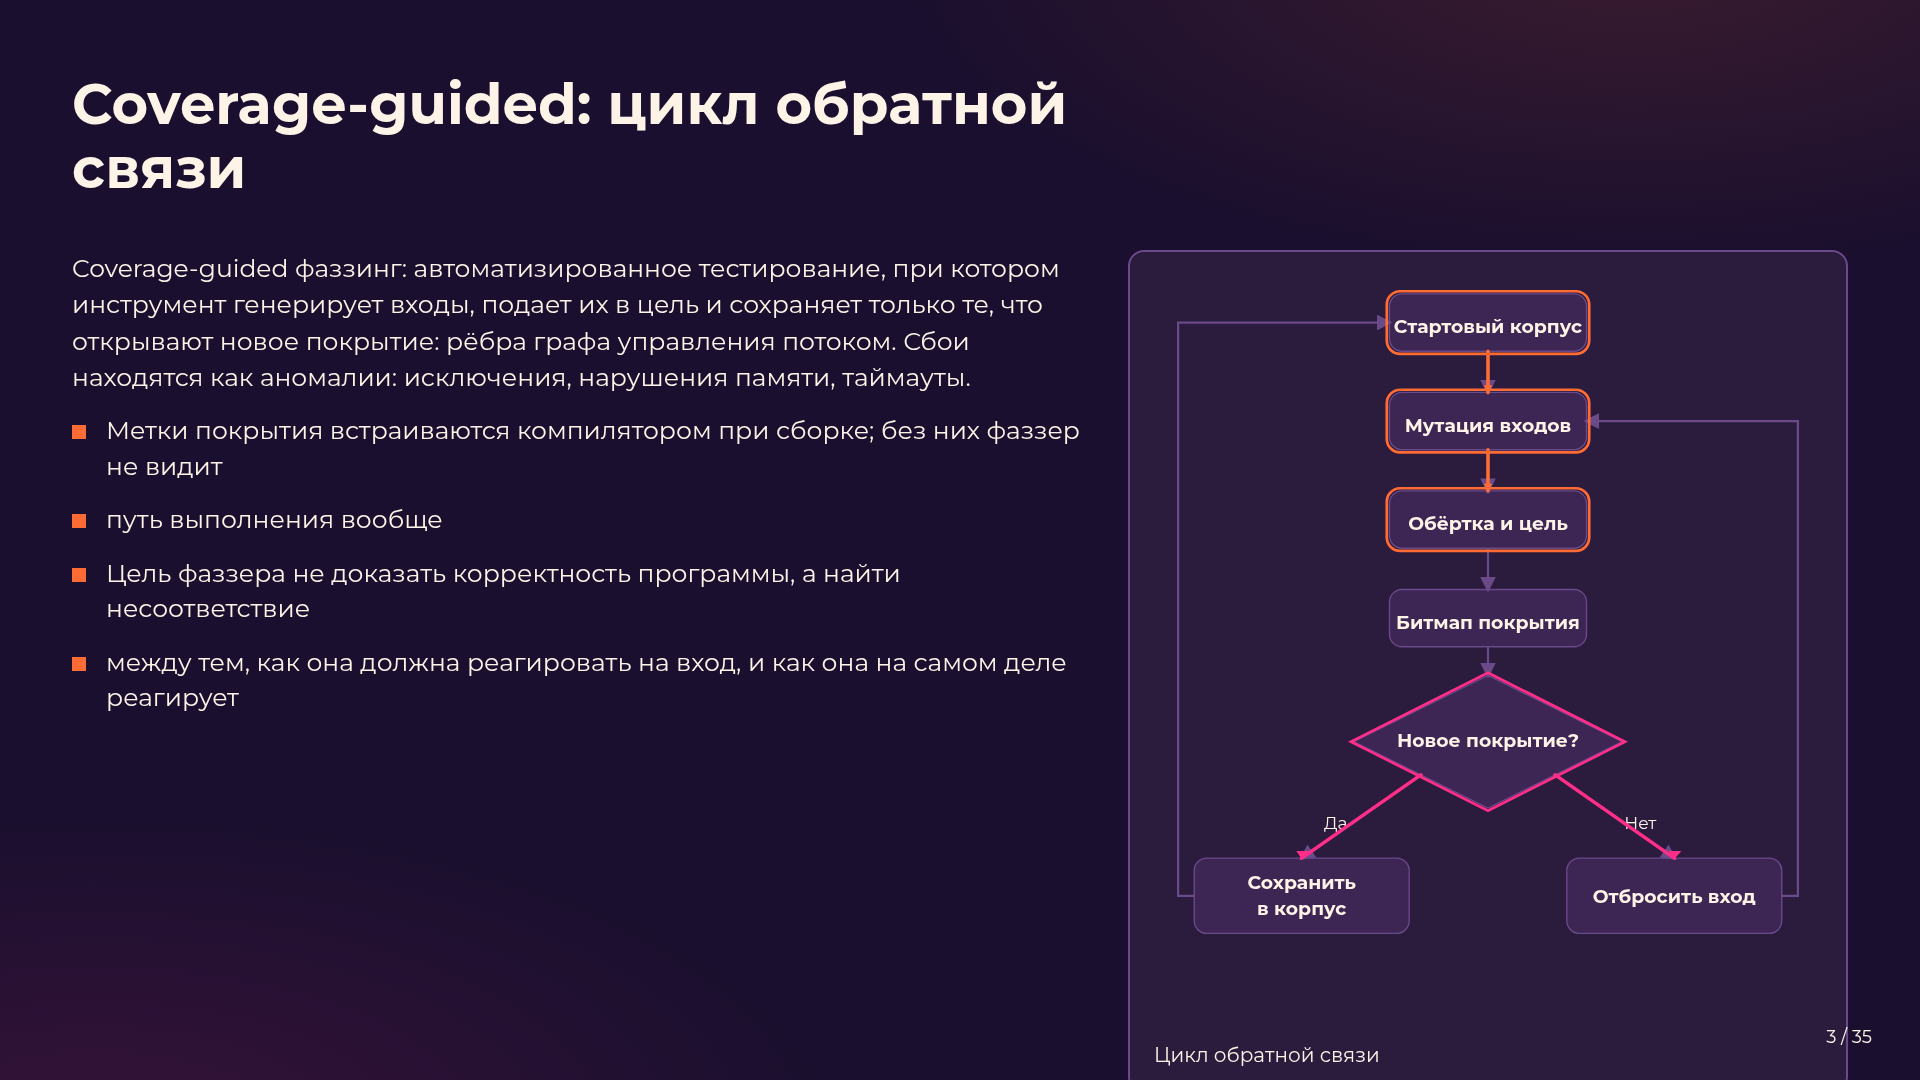 Coverage-guided: цикл обратной
связи
Coverage-guided фаззинг: автоматизированное тестирование, при котором
инструмент генерирует входы, подает их в цель и сохраняет только те, что
открывают новое покрытие: рёбра графа управления потоком. Сбои
находятся как аномалии: исключения, нарушения памяти, таймауты.
Метки покрытия встраиваются компилятором при сборке; без них фаззер
не видит
путь выполнения вообще
Цель фаззера не доказать корректность программы, а найти
несоответствие
между тем, как она должна реагировать на вход, и как она на самом деле
реагирует
Стартовый корпус
Мутация входов
Обёртка и цель
Битмап покрытия
Новое покрытие?
Да
Нет
Сохранить
в корпус
Отбросить вход
Цикл обратной связи
3 / 35